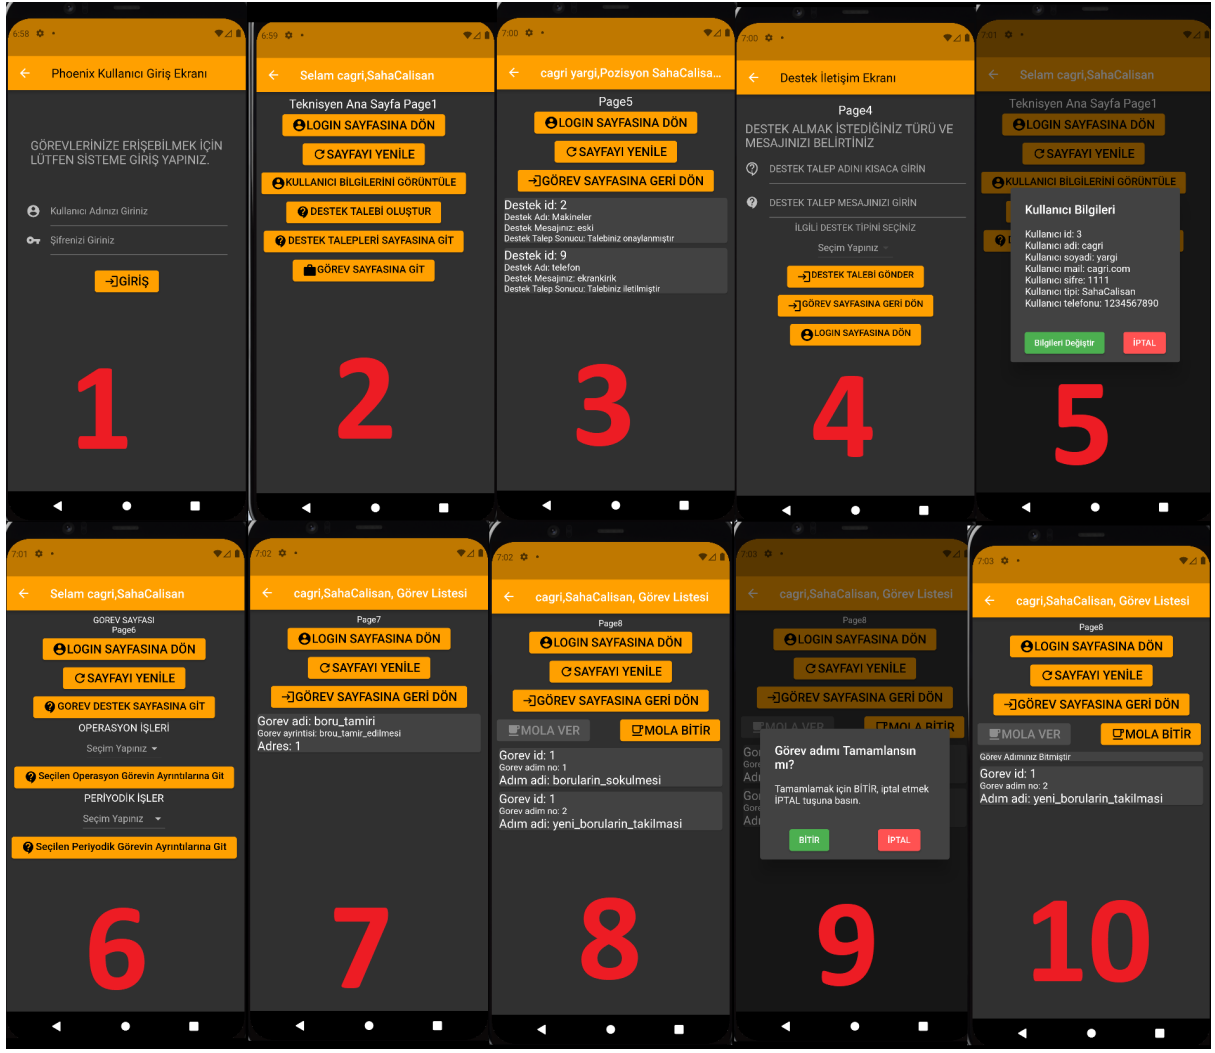 6:58
Phoenix Kullanıcı Giriş Ekranı
GÖREVLERİNİZE ERİŞEBİLMEK İÇİN
LÜTFEN SİSTEME GİRİŞ YAPINIZ.
Kullanıcı Adınızı Giriniz
Şifrenizi Giriniz
GİRİŞ
1
6:59
Selam cagri,SahaCalisan
Teknisyen Ana Sayfa Page1
LOGIN SAYFASINA DÖN
SAYFAYI YENİLE
KULLANICI BİLGİLERİNİ GÖRÜNTÜLE
DESTEK TALEBİ OLUŞTUR
DESTEK TALEPLERİ SAYFASINA GİT
GÖREV SAYFASINA GİT
2
7:00
cagri yargi,Pozisyon SahaCalisa...
Page5
LOGIN SAYFASINA DÖN
SAYFAYI YENİLE
GÖREV SAYFASINA GERİ DÖN
Destek id: 2
Destek Adı: Makineler
Destek Mesajınız: eski
Destek Talep Sonucu: Talebiniz onaylanmıştır
Destek id: 9
Destek Adı: telefon
Destek Mesajınız: ekrankirik
Destek Talep Sonucu: Talebiniz iletilmiştir
3
7:00
Destek İletişim Ekranı
Page4
DESTEK ALMAK İSTEDİĞİNİZ TÜRÜ VE
MESAJINIZI BELİRTİNİZ
DESTEK TALEP ADINI KISACA GİRİN
DESTEK TALEP MESAJINIZI GİRİN
İLGİLİ DESTEK TİPİNİ SEÇİNİZ
Seçim Yapınız
DESTEK TALEBİ GÖNDER
GÖREV SAYFASINA GERİ DÖN
LOGIN SAYFASINA DÖN
4
7:01
Selam cagri,SahaCalisan
Teknisyen Ana Sayfa Page1
LOGIN SAYFASINA DÖN
SAYFAYI YENİLE
KULLANICI BİLGİLERİNİ GÖRÜNTÜLE
Kullanıcı Bilgileri
Kullanıcı id: 3
Kullanıcı adi: cagri
Kullanıcı soyadi: yargi
Kullanıcı mail: cagri.com
Kullanıcı sifre: 1111
Kullanıcı tipi: SahaCalisan
Kullanıcı telefonu: 1234567890
Bilgileri Değiştir
İPTAL
5
7:01
Selam cagri,SahaCalisan
GOREV SAYFASI
Page6
LOGIN SAYFASINA DÖN
SAYFAYI YENİLE
GOREV DESTEK SAYFASINA GİT
OPERASYON İŞLERİ
Seçim Yapınız
Seçilen Operasyon Görevin Ayrıntılarına Git
PERİYODİK İŞLER
Seçim Yapınız
Seçilen Periyodik Görevin Ayrıntılarına Git
6
7:02
cagri,SahaCalisan, Görev Listesi
Page7
LOGIN SAYFASINA DÖN
SAYFAYI YENİLE
GÖREV SAYFASINA GERİ DÖN
Gorev adi: boru_tamiri
Gorev ayrintisi: brou_tamir_edilmesi
Adres: 1
7
7:02
cagri,SahaCalisan, Görev Listesi
Page8
LOGIN SAYFASINA DÖN
SAYFAYI YENİLE
GÖREV SAYFASINA GERİ DÖN
MOLA VER
MOLA BİTİR
Gorev id: 1
Gorev adim no: 1
Adım adi: borularin_sokulmesi
Gorev id: 1
Gorev adim no: 2
Adım adi: yeni_borularin_takilmasi
8
7:03
cagri,SahaCalisan, Görev Listesi
Page8
LOGIN SAYFASINA DÖN
SAYFAYI YENİLE
GÖREV SAYFASINA GERİ DÖN
MOLA VER
MOLA BİTİR
Görev adımı Tamamlansın
mı?
Tamamlamak için BİTİR, iptal etmek
İPTAL tuşuna basın.
BİTİR
İPTAL
9
7:03
cagri,SahaCalisan, Görev Listesi
Page8
LOGIN SAYFASINA DÖN
SAYFAYI YENİLE
GÖREV SAYFASINA GERİ DÖN
MOLA VER
MOLA BİTİR
Görev Adımınız Bitmiştir
Gorev id: 1
Gorev adim no: 2
Adım adi: yeni_borularin_takilmasi
10